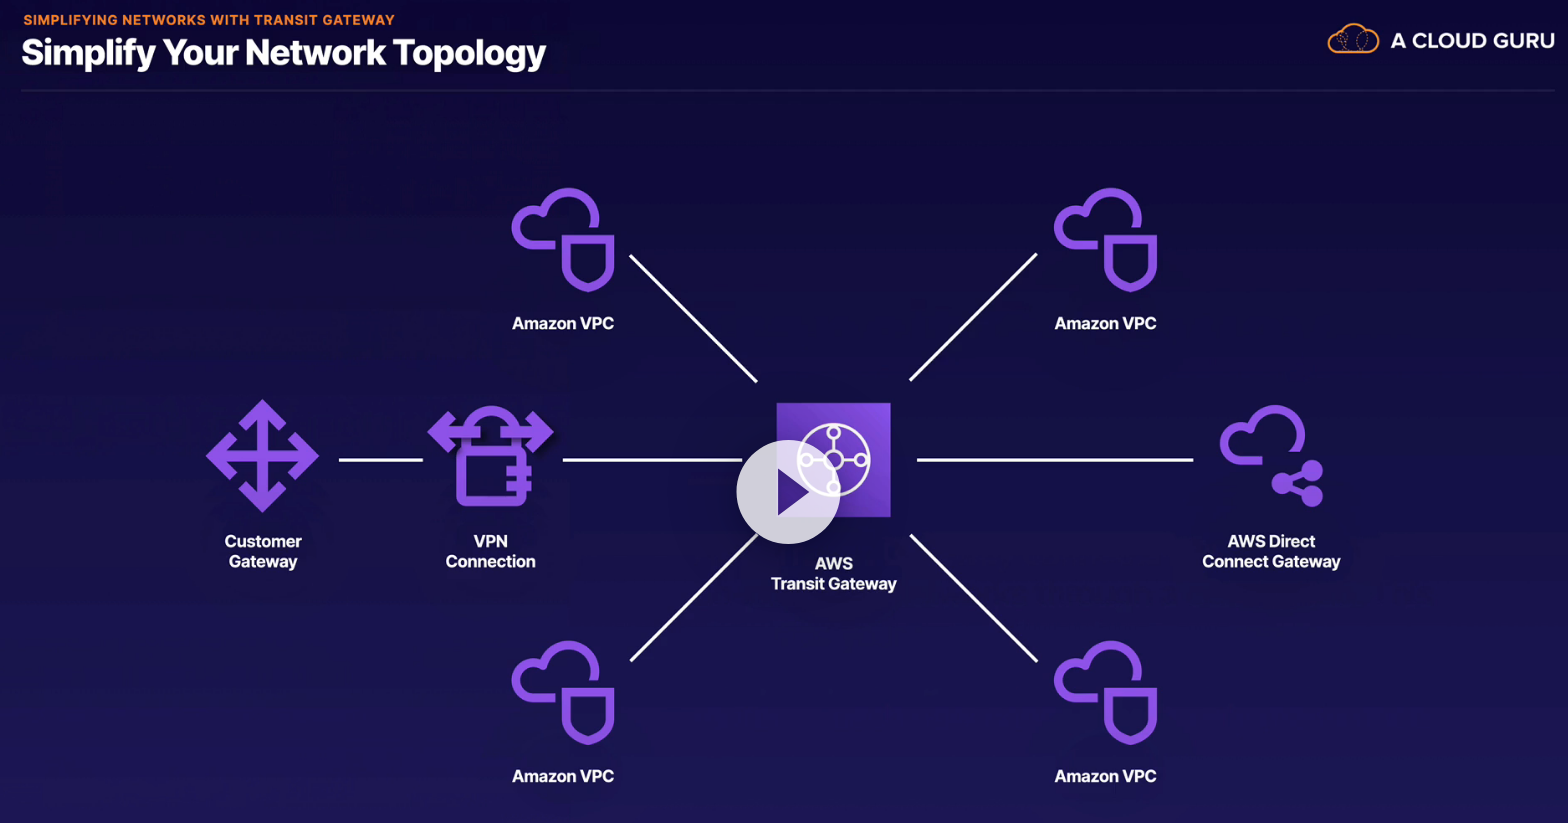 SIMPLIFYING NETWORKS WITH TRANSIT GATEWAY
Simplify Your Network Topology
A CLOUD GURU
Amazon VPC
Amazon VPC
Customer
Gateway
VPN
Connection
AWS
Transit Gateway
AWS Direct
Connect Gateway
Amazon VPC
Amazon VPC